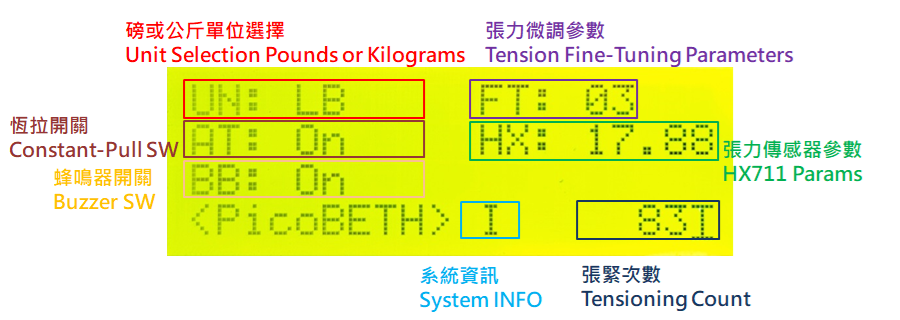 磅或公斤單位選擇
Unit Selection Pounds or Kilograms
張力微調參數
Tension Fine-Tuning Parameters
UN: LB
FT: 03
恆拉開關
Constant-Pull SW
AT: On
HX: 17.88
張力傳感器參數
HX711 Params
蜂鳴器開關
Buzzer SW
BB: On
<PicoBETH> I 83T
系統資訊
System INFO
張緊次數
Tensioning Count